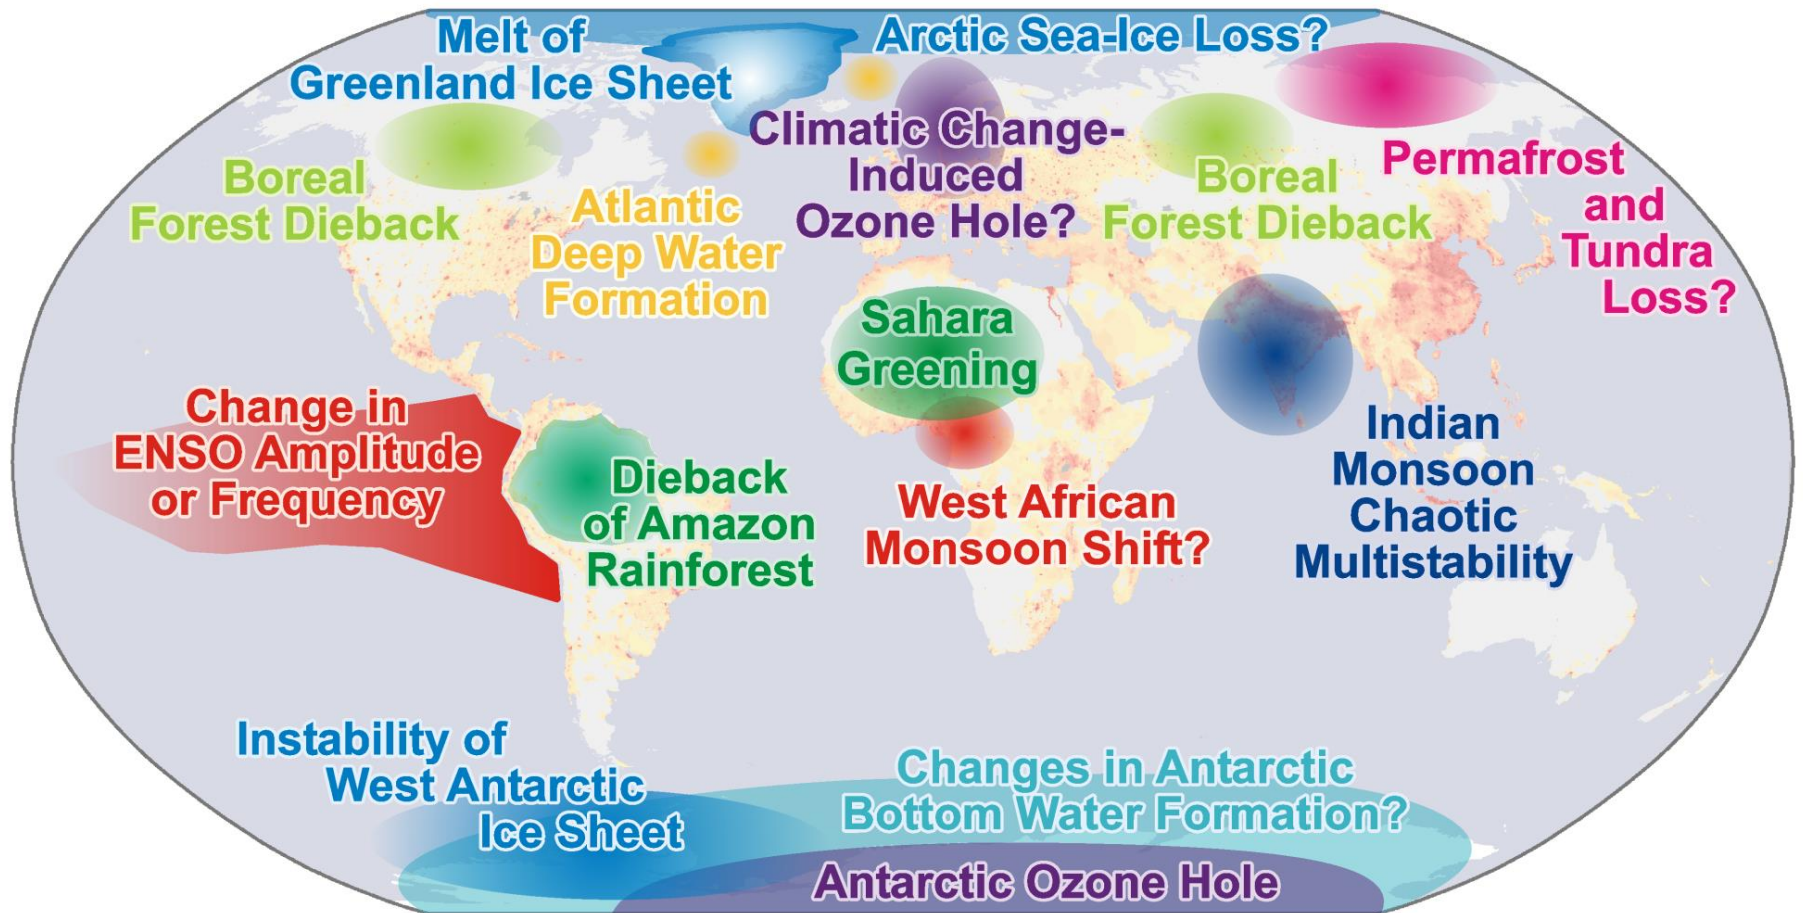 Melt of
Greenland Ice Sheet
Arctic Sea-Ice Loss?
Climatic Change-
Induced
Ozone Hole?
Boreal
Forest Dieback
Atlantic
Deep Water
Formation
Boreal
Forest Dieback
Permafrost
and
Tundra
Loss?
Sahara
Greening
Change in
ENSO Amplitude
or Frequency
Dieback
of Amazon
Rainforest
West African
Monsoon Shift?
Indian
Monsoon
Chaotic
Multistability
Instability of
West Antarctic
Ice Sheet
Changes in Antarctic
Bottom Water Formation?
Antarctic Ozone Hole